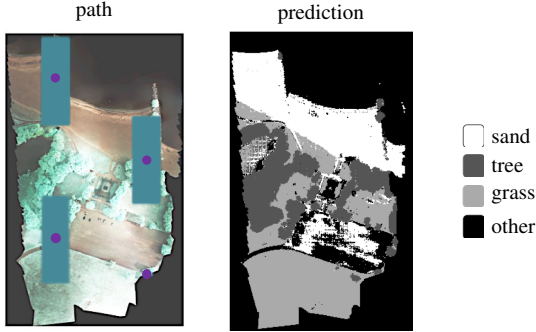 path
prediction
sand
tree
grass
other